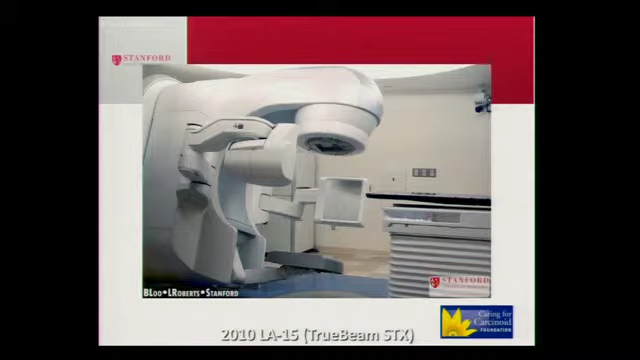 STANFORD
STANFORD
BLOO•LROBERTS•STANFORD
Caring for
Carcinoid
FOUNDATION
2010 LA-15 (TrueBeam STX)